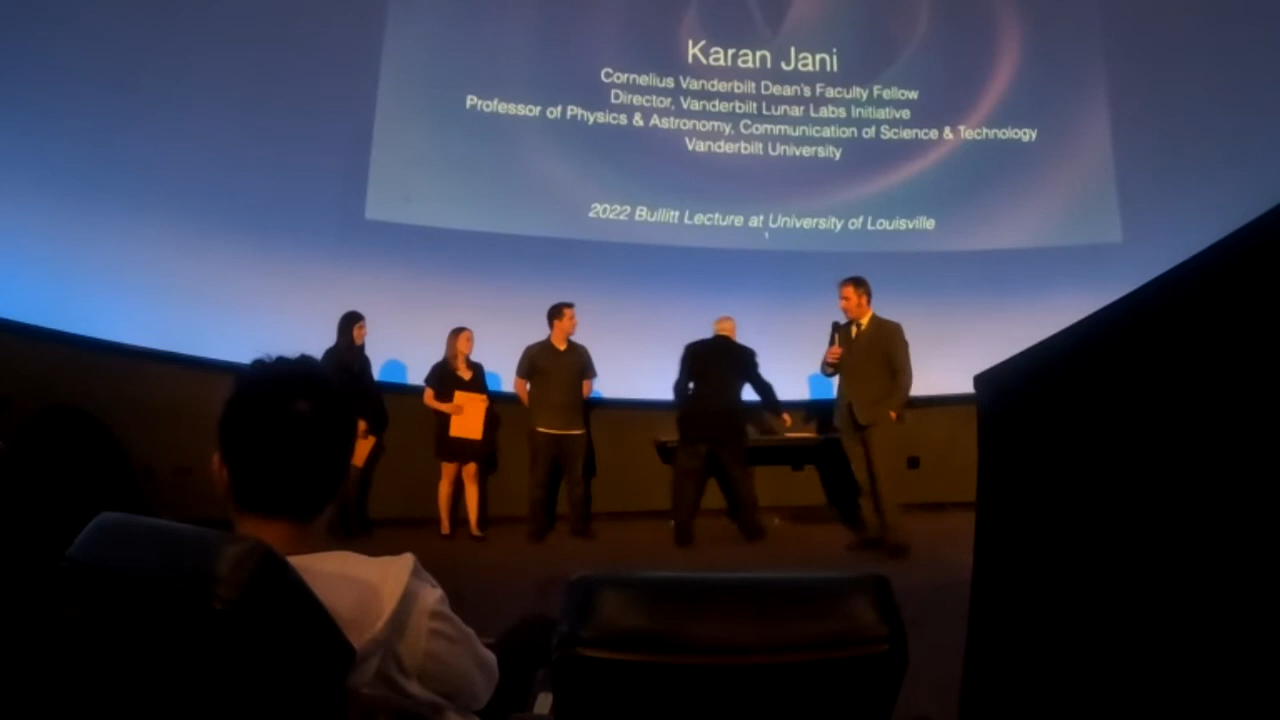 Karan Jani
Cornelius Vanderbilt Dean's Faculty Fellow
Director, Vanderbilt Lunar Labs Initiative
Professor of Physics & Astronomy, Communication of Science & Technology
Vanderbilt University
2022 Bullitt Lecture at University of Louisville